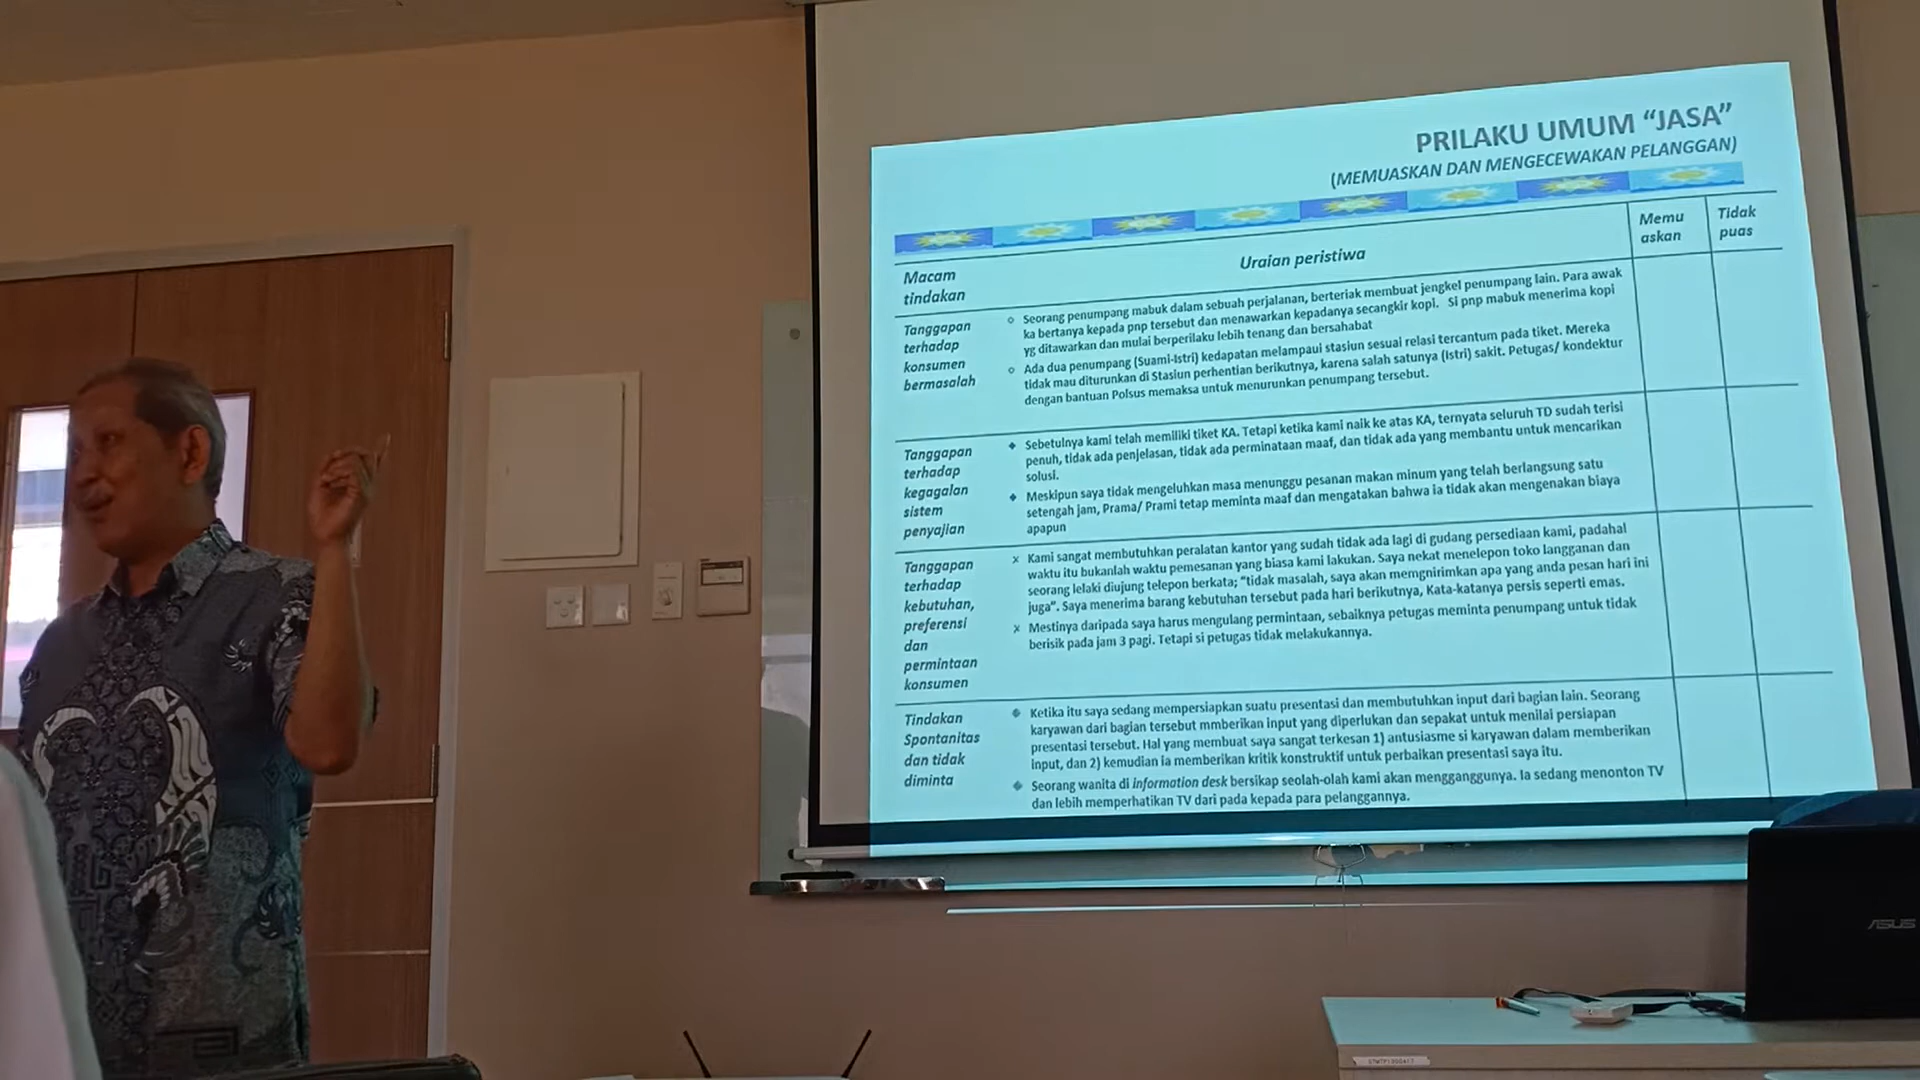 PRILAKU UMUM “JASA”
(MEMUASKAN DAN MENGECEWAKAN PELANGGAN)
Macam
tindakan
Uraian peristiwa
Memu
askan
Tidak
puas
Tanggapan
terhadap
konsumen
bermasalah
Seorang penumpang mabuk dalam sebuah perjalanan, berteriak membuat jengkel penumpang lain. Para awak
ka bertanya kepada pnp tersebut dan menawarkan kepadanya secangkir kopi. Si pnp mabuk menerima kopi
yg ditawarkan dan mulai berperilaku lebih tenang dan bersahabat
Ada dua penumpang (Suami-Istri) kedapatan melampaui stasiun sesuai relasi tercantum pada tiket. Mereka
tidak mau diturunkan di Stasiun perhentian berikutnya, karena salah satunya (Istri) sakit. Petugas/ kondektur
dengan bantuan Polsus memaksa untuk menurunkan penumpang tersebut.
Tanggapan
terhadap
kegagalan
sistem
penyajian
Sebetulnya kami telah memiliki tiket KA. Tetapi ketika kami naik ke atas KA, ternyata seluruh TD sudah terisi
penuh, tidak ada penjelasan, tidak ada perminataan maaf, dan tidak ada yang membantu untuk mencarikan
solusi.
Meskipun saya tidak mengeluhkan masa menunggu pesanan makan minum yang telah berlangsung satu
setengah jam, Prama/ Prami tetap meminta maaf dan mengatakan bahwa ia tidak akan mengenakan biaya
apapun
Tanggapan
terhadap
kebutuhan,
preferensi
dan
permintaan
konsumen
Kami sangat membutuhkan peralatan kantor yang sudah tidak ada lagi di gudang persediaan kami, padahal
waktu itu bukanlah waktu pemesanan yang biasa kami lakukan. Saya nekat menelepon toko langganan dan
seorang lelaki diujung telepon berkata; “tidak masalah, saya akan memgnirimkan apa yang anda pesan hari ini
juga”. Saya menerima barang kebutuhan tersebut pada hari berikutnya, Kata-katanya persis seperti emas.
Mestinya daripada saya harus mengulang permintaan, sebaiknya petugas meminta penumpang untuk tidak
berisik pada jam 3 pagi. Tetapi si petugas tidak melakukannya.
Tindakan
Spontanitas
dan tidak
diminta
Ketika itu saya sedang mempersiapkan suatu presentasi dan membutuhkan input dari bagian lain. Seorang
karyawan dari bagian tersebut mmberikan input yang diperlukan dan sepakat untuk menilai persiapan
presentasi tersebut. Hal yang membuat saya sangat terkesan 1) antusiasme si karyawan dalam memberikan
input, dan 2) kemudian ia memberikan kritik konstruktif untuk perbaikan presentasi saya itu.
Seorang wanita di information desk bersikap seolah-olah kami akan mengganggunya. Ia sedang menonton TV
dan lebih memperhatikan TV dari pada kepada para pelanggannya.
ASUS